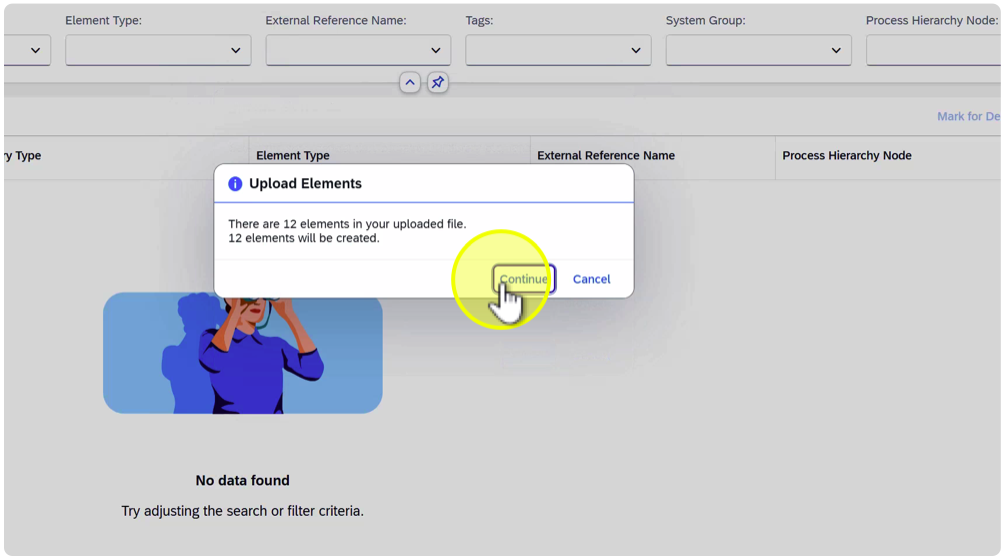 Element Type:
External Reference Name:
Tags:
System Group:
Process Hierarchy Node:
Mark for De
ry Type
Element Type
External Reference Name
Process Hierarchy Node
Upload Elements
There are 12 elements in your uploaded file.
12 elements will be created.
Continue
Cancel
No data found
Try adjusting the search or filter criteria.